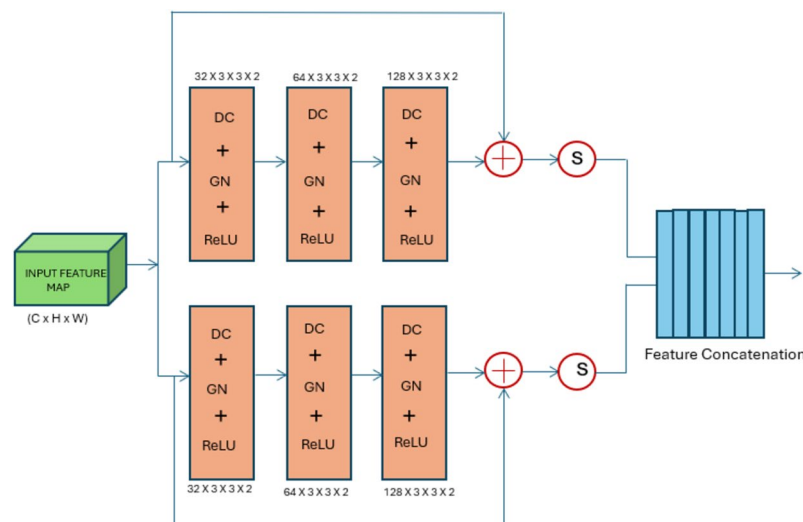 32 X 3 X 3 X 2
64 X 3 X 3 X 2
128 X 3 X 3 X 2
DC
+
GN
+
ReLU
DC
+
GN
+
ReLU
DC
+
GN
+
ReLU
S
INPUT FEATURE
MAP
(C x H x W)
DC
+
GN
+
ReLU
DC
+
GN
+
ReLU
DC
+
GN
+
ReLU
S
Feature Concatenation
32 X 3 X 3 X 2
64 X 3 X 3 X 2
128 X 3 X 3 X 2